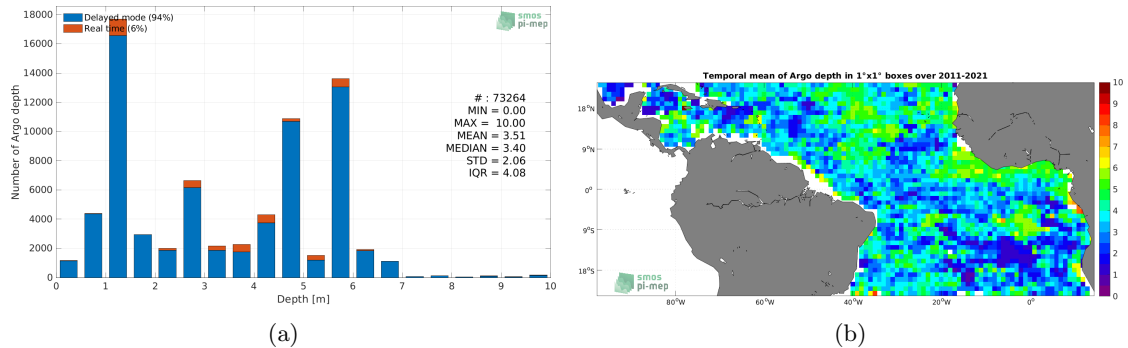 Delayed mode (94%)
Real time (6%)
smos
pi-mep
18000
16000
14000
12000
10000
8000
6000
4000
2000
0
Number of Argo depth
# : 73264
MIN = 0.00
MAX = 10.00
MEAN = 3.51
MEDIAN = 3.40
STD = 2.06
IQR = 4.08
0 1 2 3 4 5 6 7 8 9 10
Depth [m]
(a)
Temporal mean of Argo depth in 1°x1° boxes over 2011-2021
18°N
9°N
0°
9°S
18°S
80°W 60°W 40°W 20°W 0°
smos
pi-mep
10
9
8
7
6
5
4
3
2
1
0
(b)